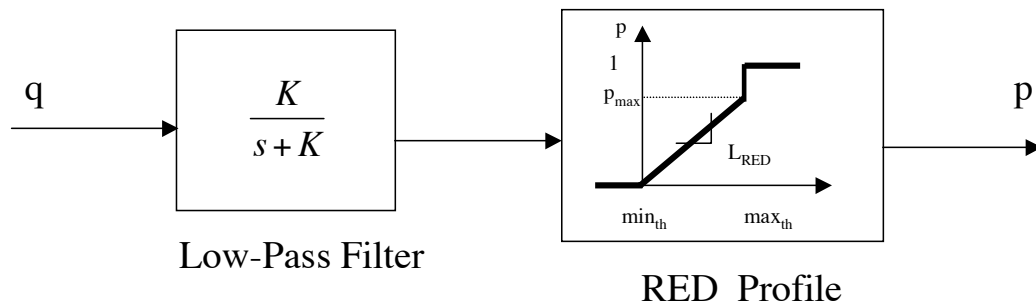 q
K
s + K
Low-Pass Filter
p
1
p_max
L_RED
min_th
max_th
RED Profile
p